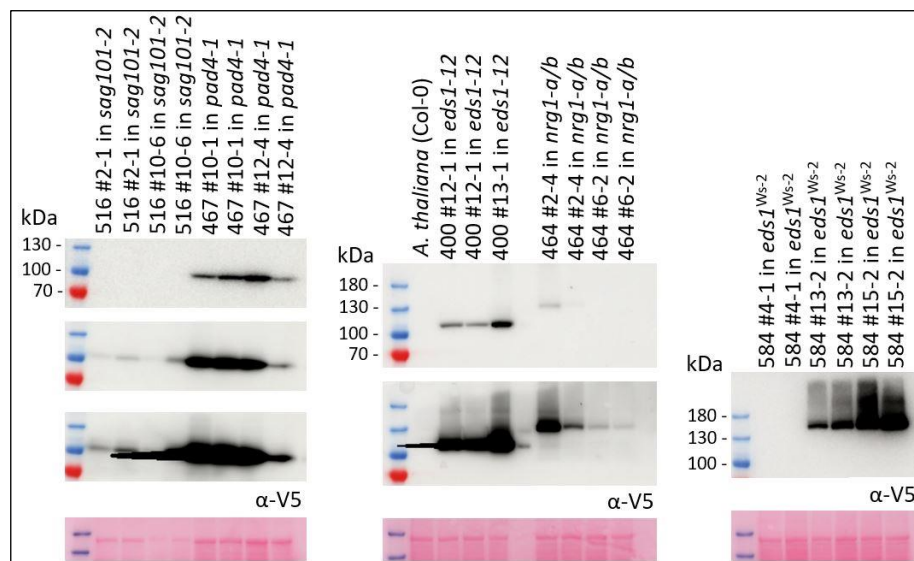 516 #2-1 in sag101-2
516 #2-1 in sag101-2
516 #10-6 in sag101-2
516 #10-6 in sag101-2
467 #10-1 in pad4-1
467 #10-1 in pad4-1
467 #12-4 in pad4-1
467 #12-4 in pad4-1
kDa
130 -
100 -
70 -
α-V5
A. thaliana (Col-0)
400 #12-1 in eds1-12
400 #12-1 in eds1-12
400 #13-1 in eds1-12
464 #2-4 in nrg1-a/b
464 #2-4 in nrg1-a/b
464 #6-2 in nrg1-a/b
464 #6-2 in nrg1-a/b
kDa
180 -
130 -
100 -
70 -
α-V5
584 #4-1 in eds1Ws-2
584 #4-1 in eds1Ws-2
584 #13-2 in eds1Ws-2
584 #13-2 in eds1Ws-2
584 #15-2 in eds1Ws-2
584 #15-2 in eds1Ws-2
kDa
180 -
130 -
100 -
α-V5